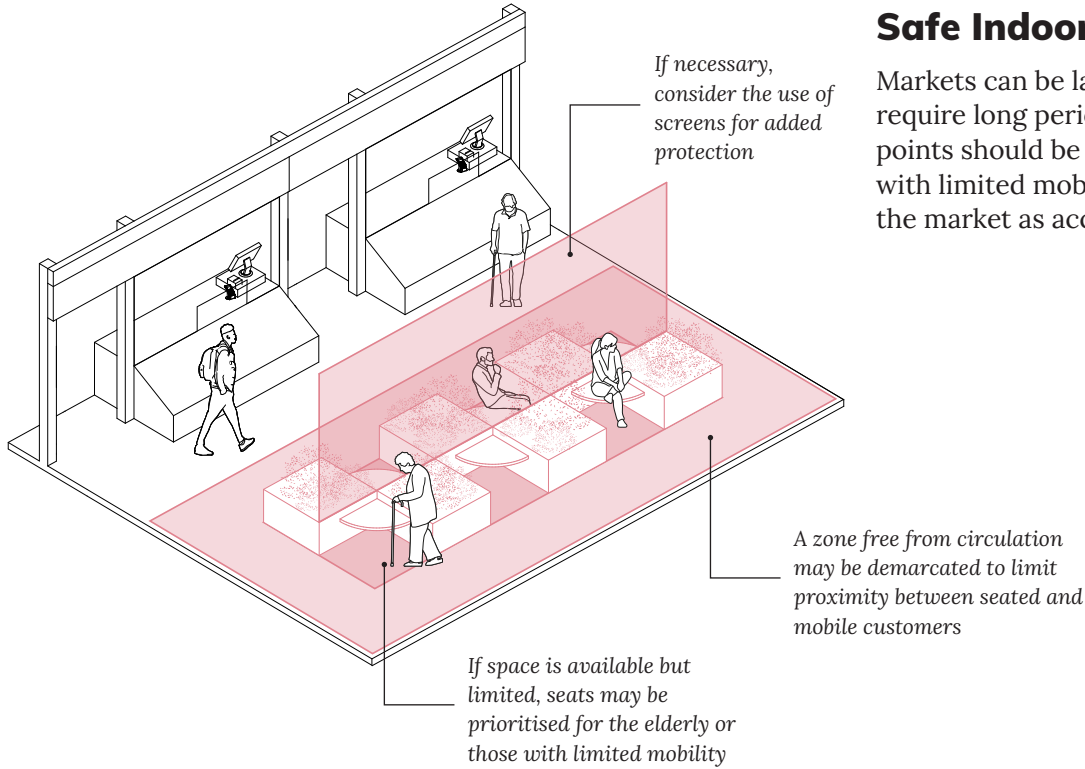 Safe Indoor
Markets can be la
require long peri
points should be
with limited mob
the market as acc
If necessary,
consider the use of
screens for added
protection
A zone free from circulation
may be demarcated to limit
proximity between seated and
mobile customers
If space is available but
limited, seats may be
prioritised for the elderly or
those with limited mobility